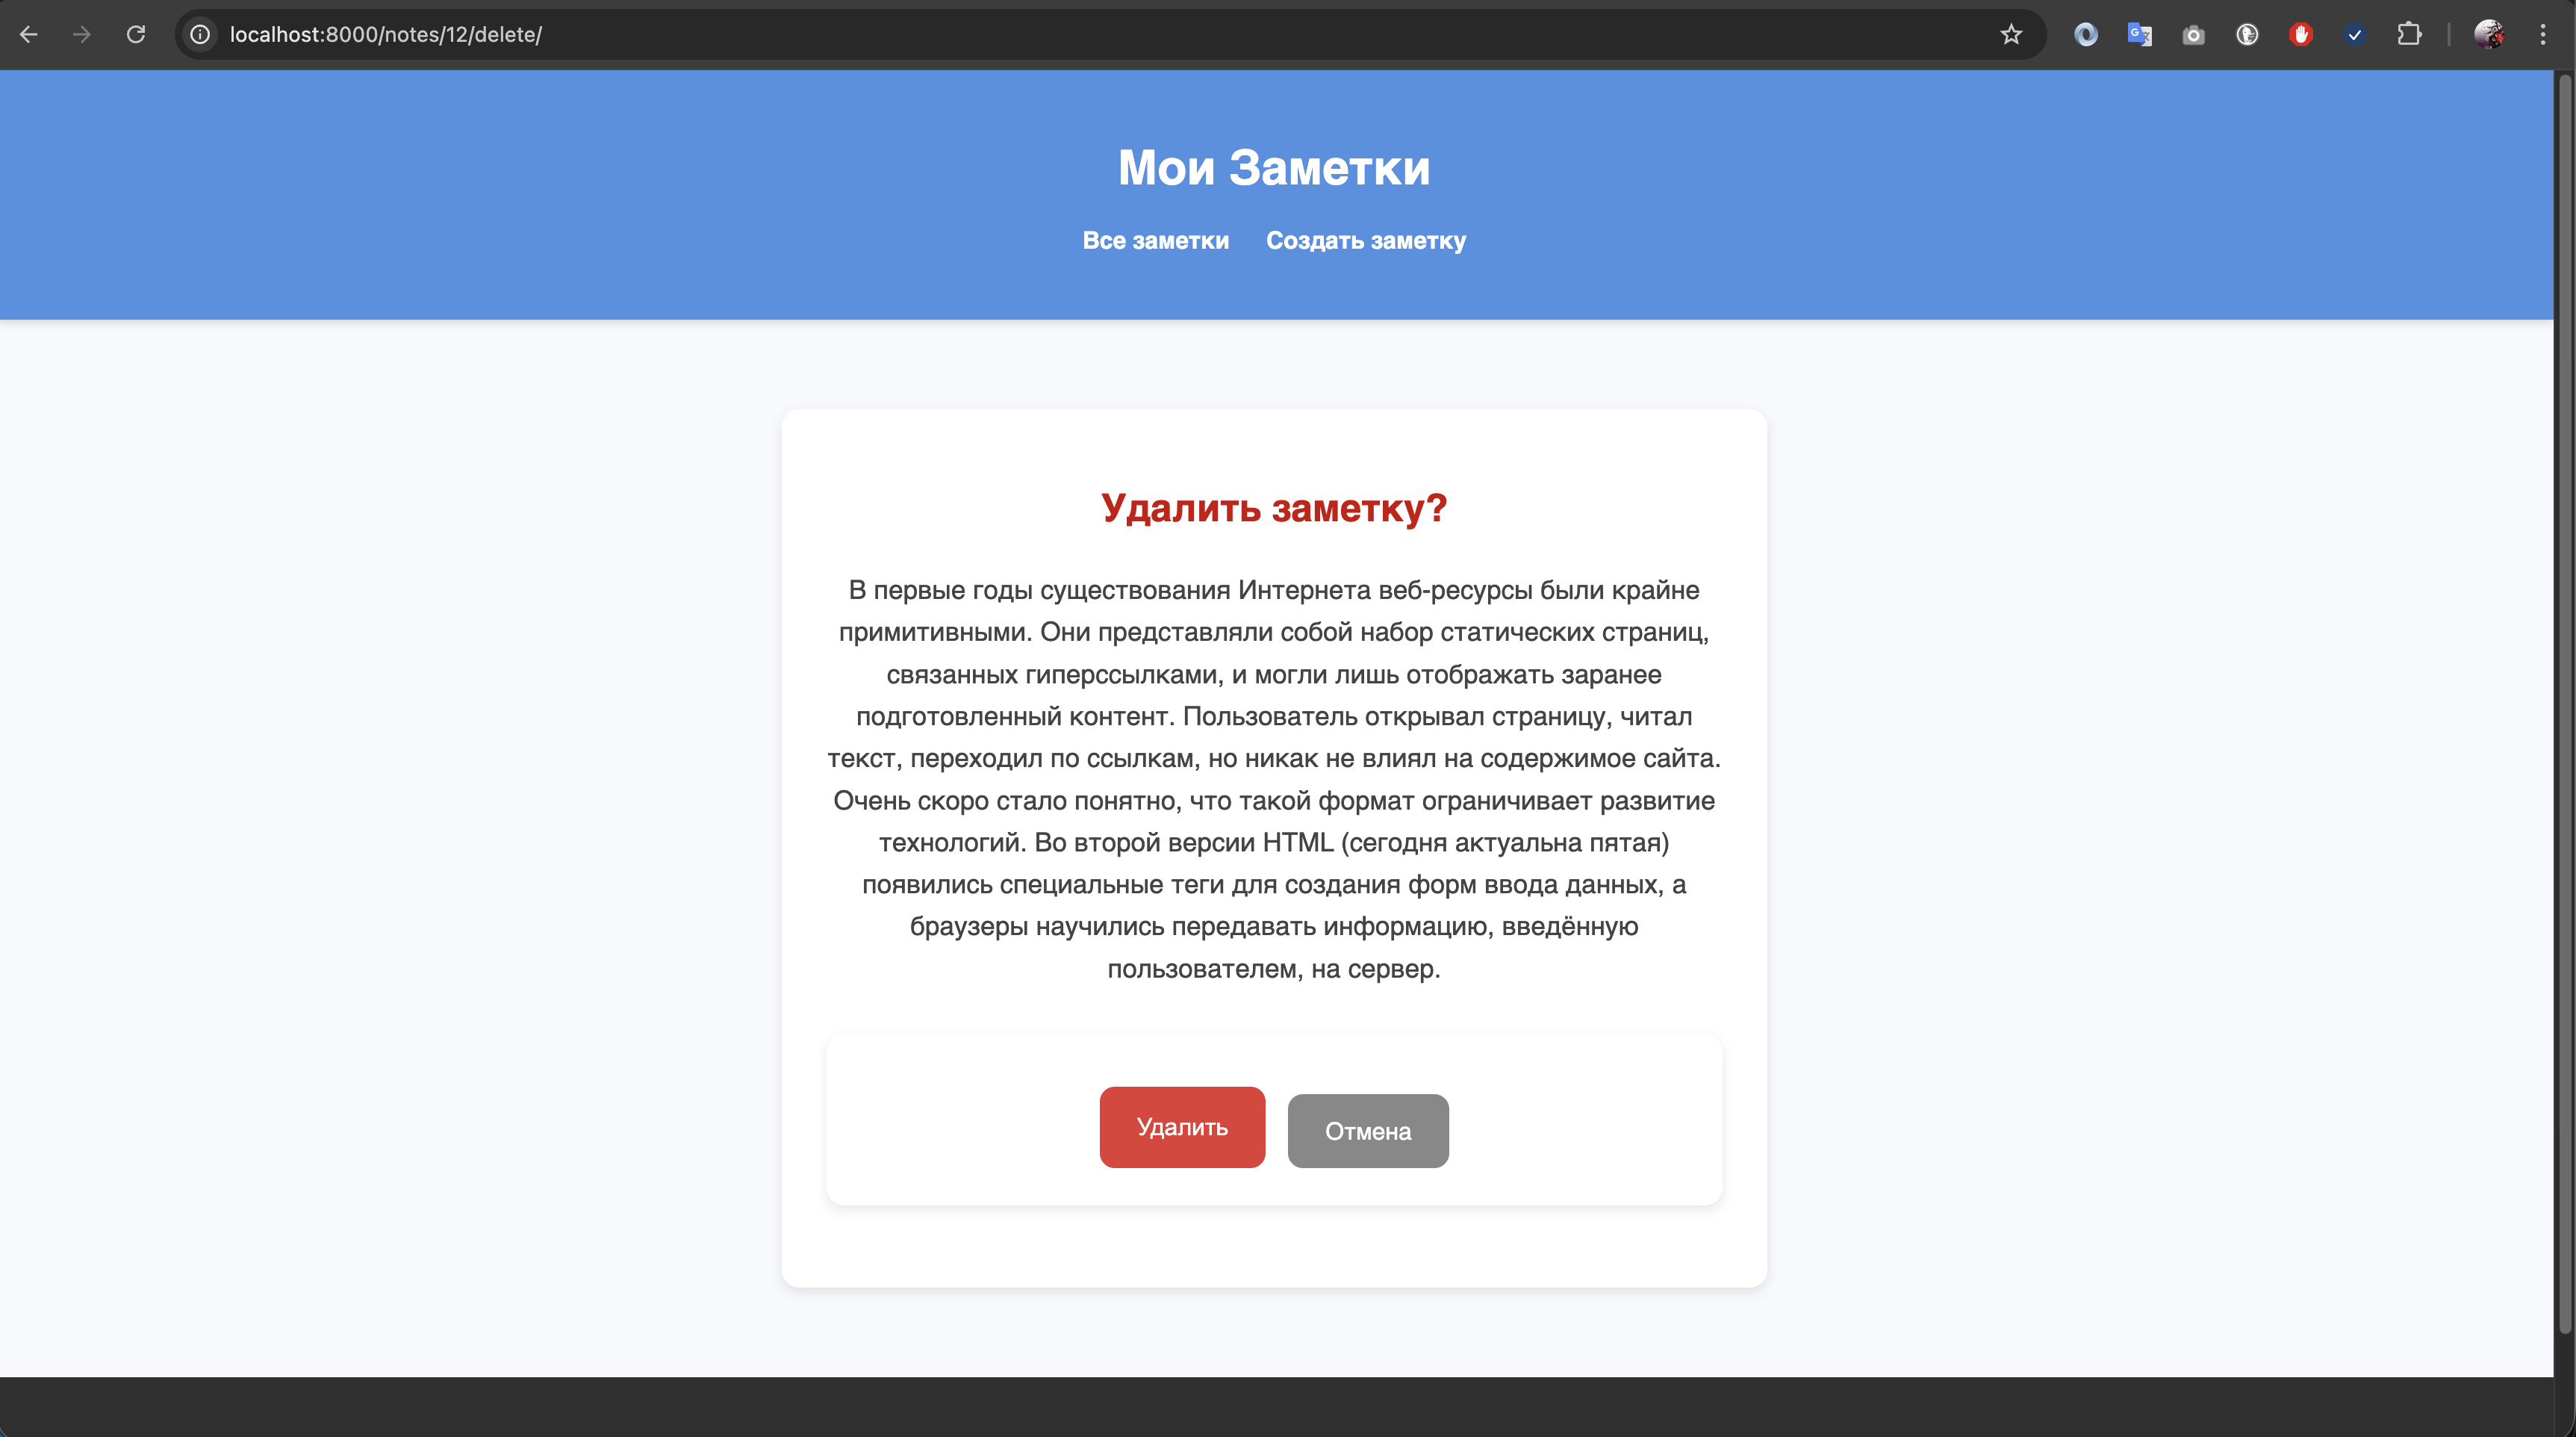 localhost:8000/notes/12/delete/
Мои Заметки
Все заметки Создать заметку
Удалить заметку?
В первые годы существования Интернета веб-ресурсы были крайне
примитивными. Они представляли собой набор статических страниц,
связанных гиперссылками, и могли лишь отображать заранее
подготовленный контент. Пользователь открывал страницу, читал
текст, переходил по ссылкам, но никак не влиял на содержимое сайта.
Очень скоро стало понятно, что такой формат ограничивает развитие
технологий. Во второй версии HTML (сегодня актуальна пятая)
появились специальные теги для создания форм ввода данных, а
браузеры научились передавать информацию, введённую
пользователем, на сервер.
Удалить Отмена